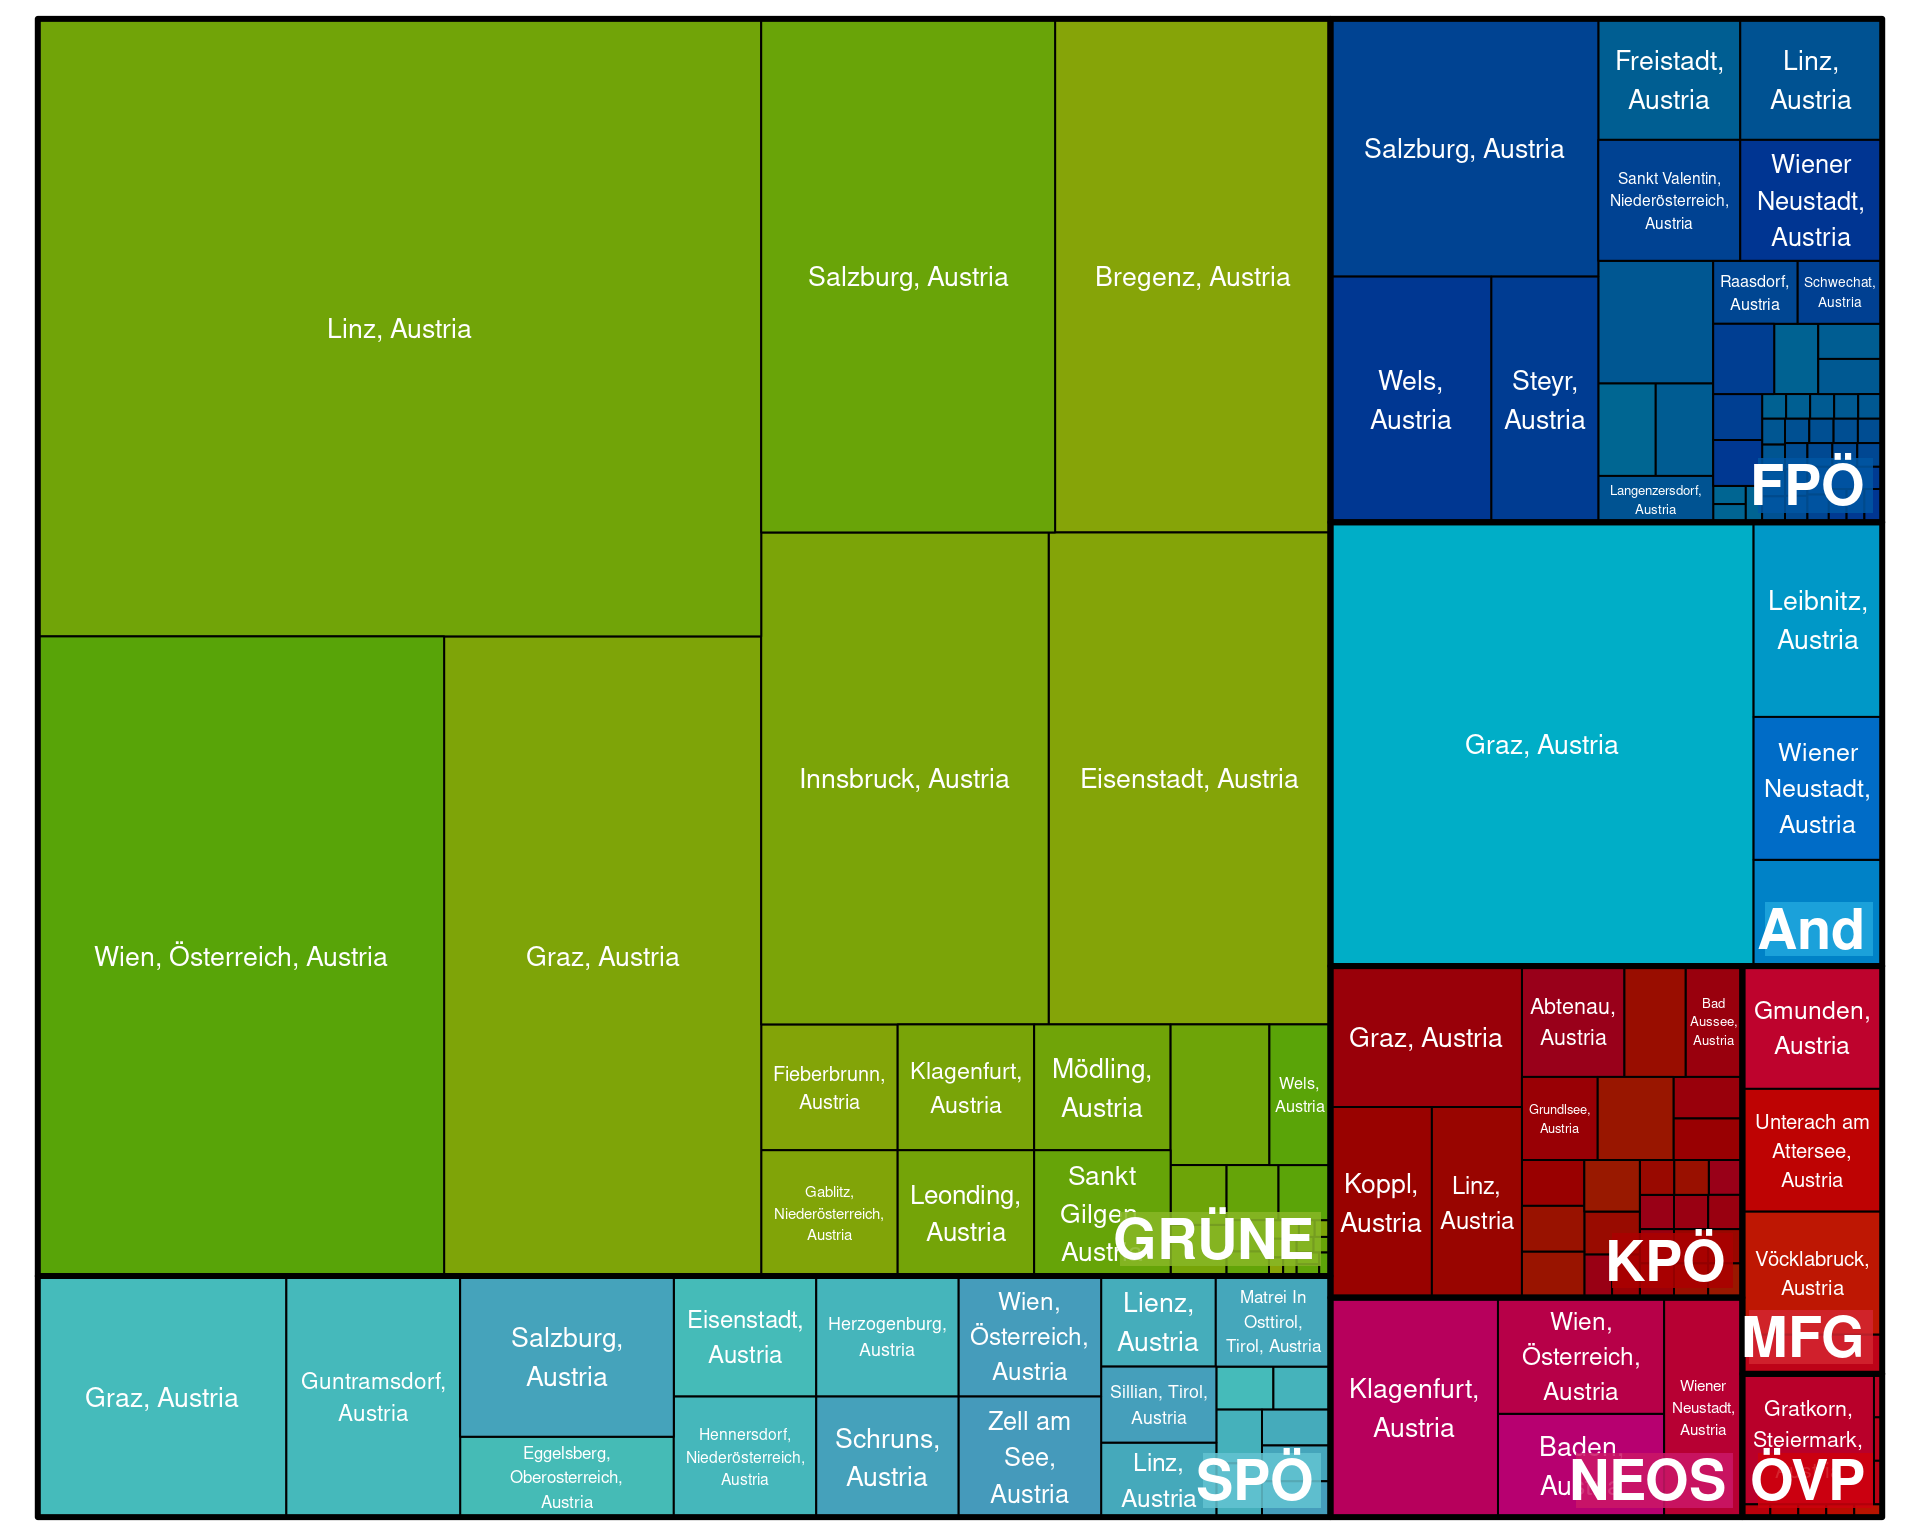 Linz, Austria
Salzburg, Austria
Bregenz, Austria
Wien, Österreich, Austria
Graz, Austria
Innsbruck, Austria
Eisenstadt, Austria
Fieberbrunn,
Austria
Klagenfurt,
Austria
Mödling,
Austria
Wels,
Austria
Gablitz,
Niederösterreich,
Austria
Leonding,
Austria
Sankt
Gilgen
Austria
GRÜNE
Salzburg, Austria
Freistadt,
Austria
Linz,
Austria
Sankt Valentin,
Niederösterreich,
Austria
Wiener
Neustadt,
Austria
Wels,
Austria
Steyr,
Austria
Raasdorf,
Austria
Schwechat,
Austria
Langenzersdorf,
Austria
FPÖ
Graz, Austria
Leibnitz,
Austria
Wiener
Neustadt,
Austria
And
Graz, Austria
Abtenau,
Austria
Bad
Aussee,
Austria
Grundlsee,
Austria
Koppl,
Austria
Linz,
Austria
KPÖ
Gmunden,
Austria
Unterach am
Attersee,
Austria
Vöcklabruck,
Austria
MFG
Graz, Austria
Guntramsdorf,
Austria
Salzburg,
Austria
Eggelsberg,
Oberosterreich,
Austria
Eisenstadt,
Austria
Hennersdorf,
Niederösterreich,
Austria
Herzogenburg,
Austria
Schruns,
Austria
Wien,
Österreich,
Austria
Zell am
See,
Austria
Lienz,
Austria
Matrei In
Osttirol,
Tirol, Austria
Sillian, Tirol,
Austria
Linz,
Austria
SPÖ
Klagenfurt,
Austria
Wien,
Österreich,
Austria
Baden,
Wiener
Neustadt,
Austria
NEOS
Gratkorn,
Steiermark,
ÖVP